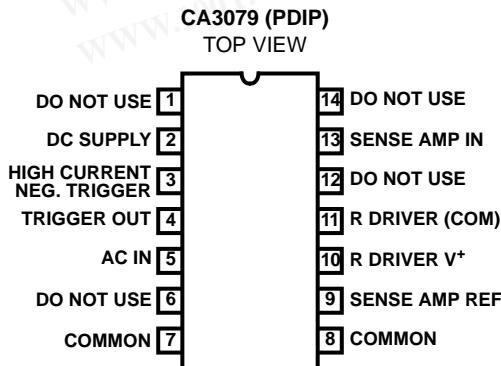 CA3079 (PDIP)
TOP VIEW
DO NOT USE 1
DC SUPPLY 2
HIGH CURRENT
NEG. TRIGGER 3
TRIGGER OUT 4
AC IN 5
DO NOT USE 6
COMMON 7
14 DO NOT USE
13 SENSE AMP IN
12 DO NOT USE
11 R DRIVER (COM)
10 R DRIVER V+
9 SENSE AMP REF
8 COMMON